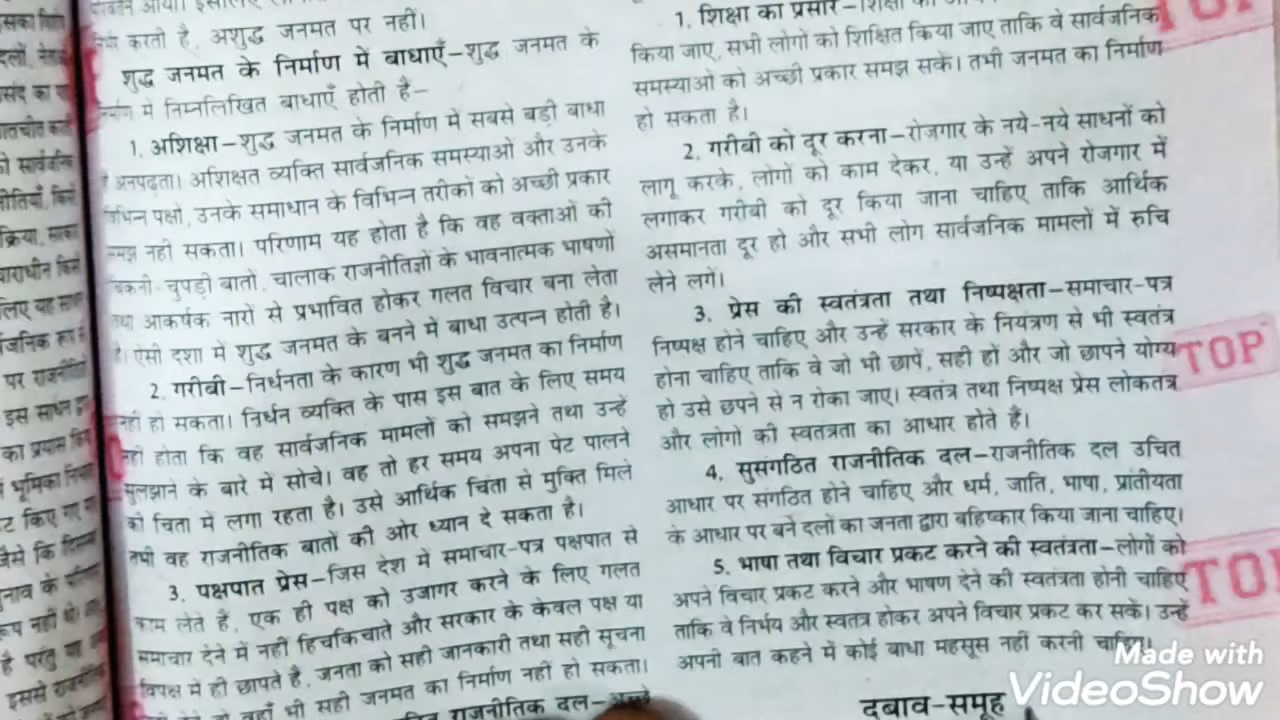 करती है, अशुद्ध जनमत पर नहीं।
शुद्ध जनमत के निर्माण में बाधाएँ–शुद्ध जनमत के
में निम्नलिखित बाधाएँ होती है–
1. अशिक्षा–शुद्ध जनमत के निर्माण में सबसे बड़ी बाधा
अनपढ़ता। अशिक्षित व्यक्ति सार्वजनिक समस्याओं और उनके
विभिन्न पक्षों, उनके समाधान के विभिन्न तरीकों को अच्छी प्रकार
समझ नहीं सकता। परिणाम यह होता है कि वह वक्ताओं की
चुपड़ी बातों, चालाक राजनीतिज्ञों के भावनात्मक भाषणों
तथा आकर्षक नारों से प्रभावित होकर गलत विचार बना लेता
है। ऐसी दशा में शुद्ध जनमत के बनने में बाधा उत्पन्न होती है।
2. गरीबी–निर्धनता के कारण भी शुद्ध जनमत का निर्माण
नहीं हो सकता। निर्धन व्यक्ति के पास इस बात के लिए समय
नहीं होता कि वह सार्वजनिक मामलों को समझने तथा उन्हें
सुलझाने के बारे में सोचे। वह तो हर समय अपना पेट पालने
की चिंता में लगा रहता है। उसे आर्थिक चिंता से मुक्ति मिले
तभी वह राजनीतिक बातों की ओर ध्यान दे सकता है।
3. पक्षपात प्रेस–जिस देश में समाचार-पत्र पक्षपात से
काम लेते हैं, एक ही पक्ष को उजागर करने के लिए गलत
समाचार देने में नहीं हिचकिचाते और सरकार के केवल पक्ष या
विपक्ष में ही छापते है, जनता को सही जानकारी तथा सही सूचना
वहाँ भी सही जनमत का निर्माण नहीं हो सकता।
राजनीतिक दल–
1. शिक्षा का प्रसार–शिक्षा का
किया जाए, सभी लोगों को शिक्षित किया जाए ताकि वे सार्वजनिक
समस्याओं को अच्छी प्रकार समझ सकें। तभी जनमत का निर्माण
हो सकता है।
2. गरीबी को दूर करना–रोजगार के नये-नये साधनों को
लागू करके, लोगों को काम देकर, या उन्हें अपने रोजगार में
लगाकर गरीबी को दूर किया जाना चाहिए ताकि आर्थिक
असमानता दूर हो और सभी लोग सार्वजनिक मामलों में रुचि
लेने लगें।
3. प्रेस की स्वतंत्रता तथा निष्पक्षता–समाचार-पत्र
निष्पक्ष होने चाहिए और उन्हें सरकार के नियंत्रण से भी स्वतंत्र
होना चाहिए ताकि वे जो भी छापें, सही हों और जो छापने योग्य
हो उसे छपने से न रोका जाए। स्वतंत्र तथा निष्पक्ष प्रेस लोकतंत्र
और लोगों की स्वतंत्रता का आधार होते हैं।
4. सुसंगठित राजनीतिक दल–राजनीतिक दल उचित
आधार पर संगठित होने चाहिए और धर्म, जाति, भाषा, प्रांतीयता
के आधार पर बने दलों का जनता द्वारा बहिष्कार किया जाना चाहिए।
5. भाषा तथा विचार प्रकट करने की स्वतंत्रता–लोगों को
अपने विचार प्रकट करने और भाषण देने की स्वतंत्रता होनी चाहिए
ताकि वे निर्भय और स्वतंत्र होकर अपने विचार प्रकट कर सकें। उन्हें
अपनी बात कहने में कोई बाधा महसूस नहीं करनी चाहिए।
दबाव-समूह
TOP
TOP
Made with
VideoShow